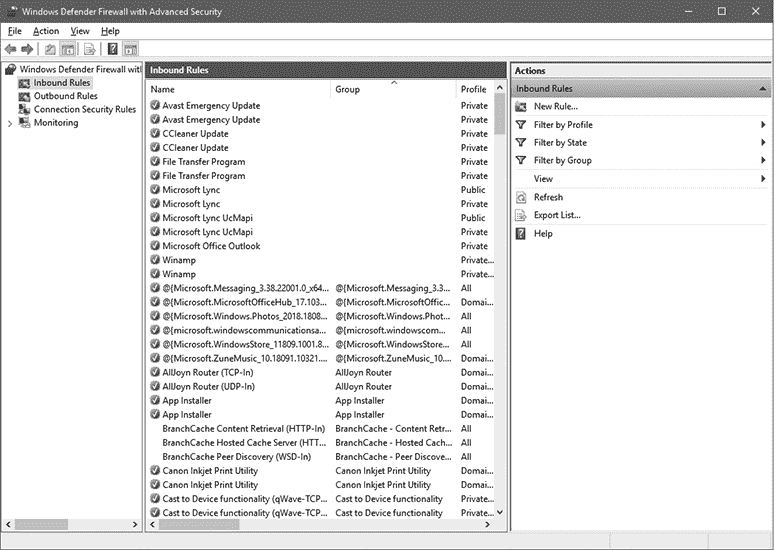 Windows Defender Firewall with Advanced Security
File Action View Help
Windows Defender Firewall wit
Inbound Rules
Outbound Rules
Connection Security Rules
Monitoring
Inbound Rules
Name Group Profile
Avast Emergency Update Private
Avast Emergency Update Private
CCleaner Update Private
CCleaner Update Private
File Transfer Program Private
File Transfer Program Private
Microsoft Lync Public
Microsoft Lync Private
Microsoft Lync UcMapi Public
Microsoft Lync UcMapi Private
Microsoft Office Outlook Private
Winamp Private...
Winamp Private...
@{Microsoft.Messaging_3.38.22001.0_x64... @{Microsoft.Messaging_3.3... All
@{Microsoft.MicrosoftOfficeHub_17.103... @{Microsoft.MicrosoftOffic... Domai...
@{Microsoft.Windows.Photos_2018.1808... @{Microsoft.Windows.Pho... All
@{microsoft.windowscommunicationsa... @{microsoft.windowscom... All
@{Microsoft.WindowsStore_11809.1001.8... @{Microsoft.WindowsStore... All
@{Microsoft.ZuneMusic_10.18091.10321.... @{Microsoft.ZuneMusic_10.... Domai...
AllJoyn Router (TCP-In) AllJoyn Router Domai...
AllJoyn Router (UDP-In) AllJoyn Router Domai...
App Installer App Installer Domai...
App Installer App Installer Domai...
BranchCache Content Retrieval (HTTP-In) BranchCache - Content Retr... All
BranchCache Hosted Cache Server (HTT... BranchCache - Hosted Cach... All
BranchCache Peer Discovery (WSD-In) BranchCache - Peer Discove... All
Canon Inkjet Print Utility Canon Inkjet Print Utility Domai...
Canon Inkjet Print Utility Canon Inkjet Print Utility Domai...
Cast to Device functionality (qWave-TCP... Cast to Device functionality Private...
Cast to Device functionality (qWave-TCP... Cast to Device functionality Private...
Actions
Inbound Rules
New Rule...
Filter by Profile
Filter by State
Filter by Group
View
Refresh
Export List...
Help